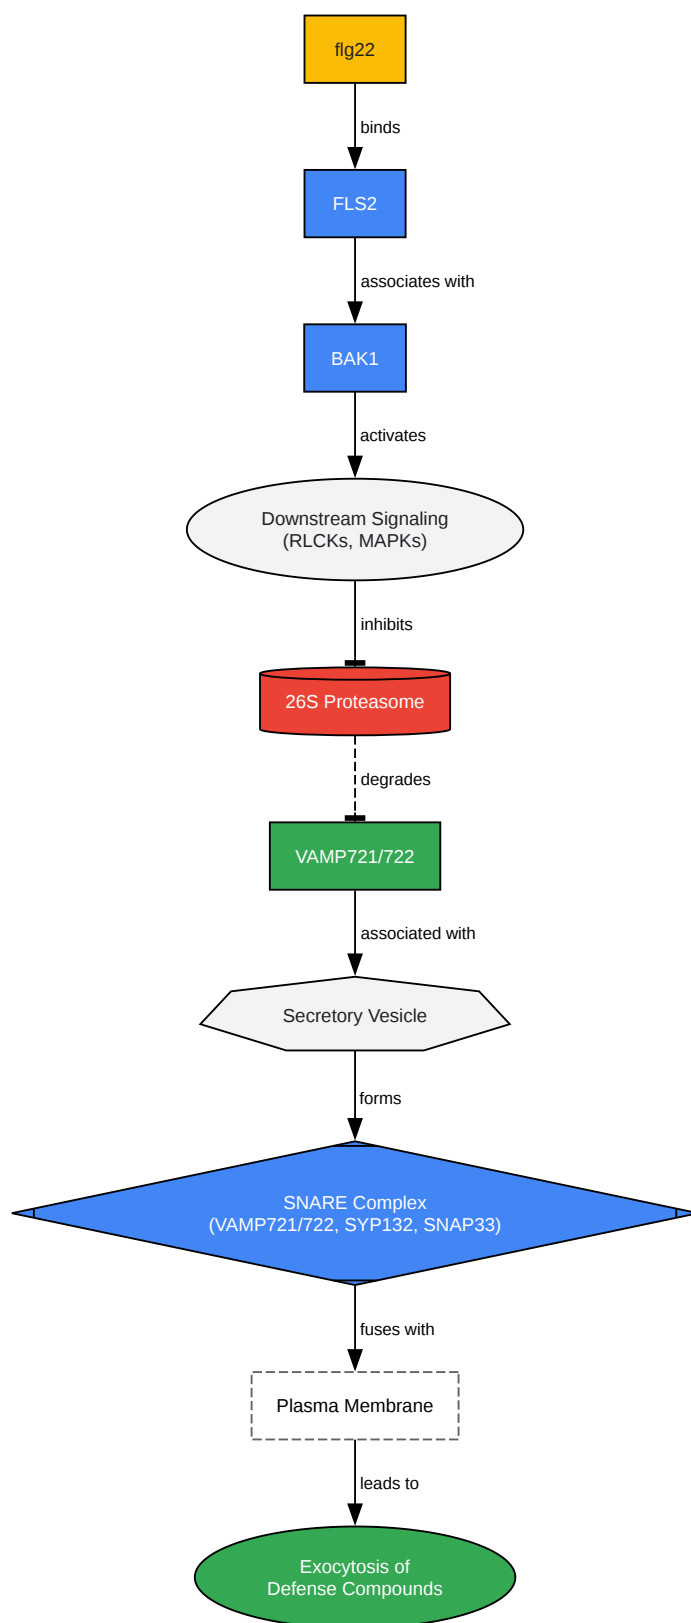 flg22
binds
FLS2
associates with
BAK1
activates
Downstream Signaling
(RLCKs, MAPKs)
inhibits
26S Proteasome
degrades
VAMP721/722
associated with
Secretory Vesicle
forms
SNARE Complex
(VAMP721/722, SYP132, SNAP33)
fuses with
Plasma Membrane
leads to
Exocytosis of
Defense Compounds